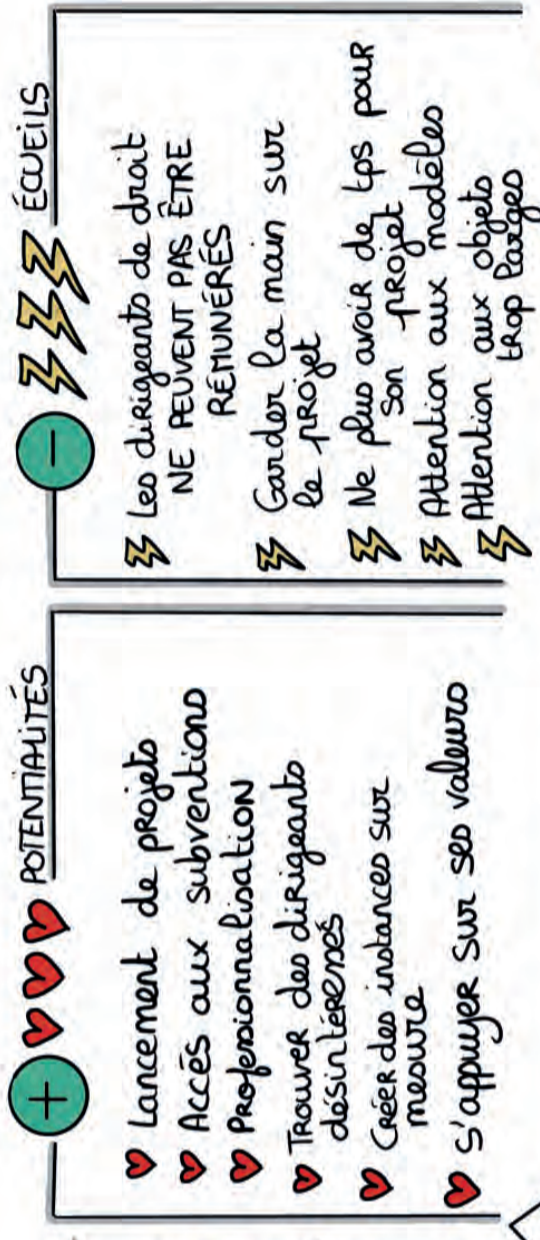 + POTENTIALITÉS
Lancement de projets
Accès aux subventions
Professionnalisation
Trouver des dirigeants
désintéressés
Créer des instances sur
mesure
S'appuyer sur ses valeurs
- ÉCUEILS
Les dirigeants de droit
NE PEUVENT PAS ÊTRE
RÉMUNÉRÉS
Garder la main sur
le projet
Ne plus avoir de tps pour
son projet
Attention aux modèles
Attention aux objets
trop larges